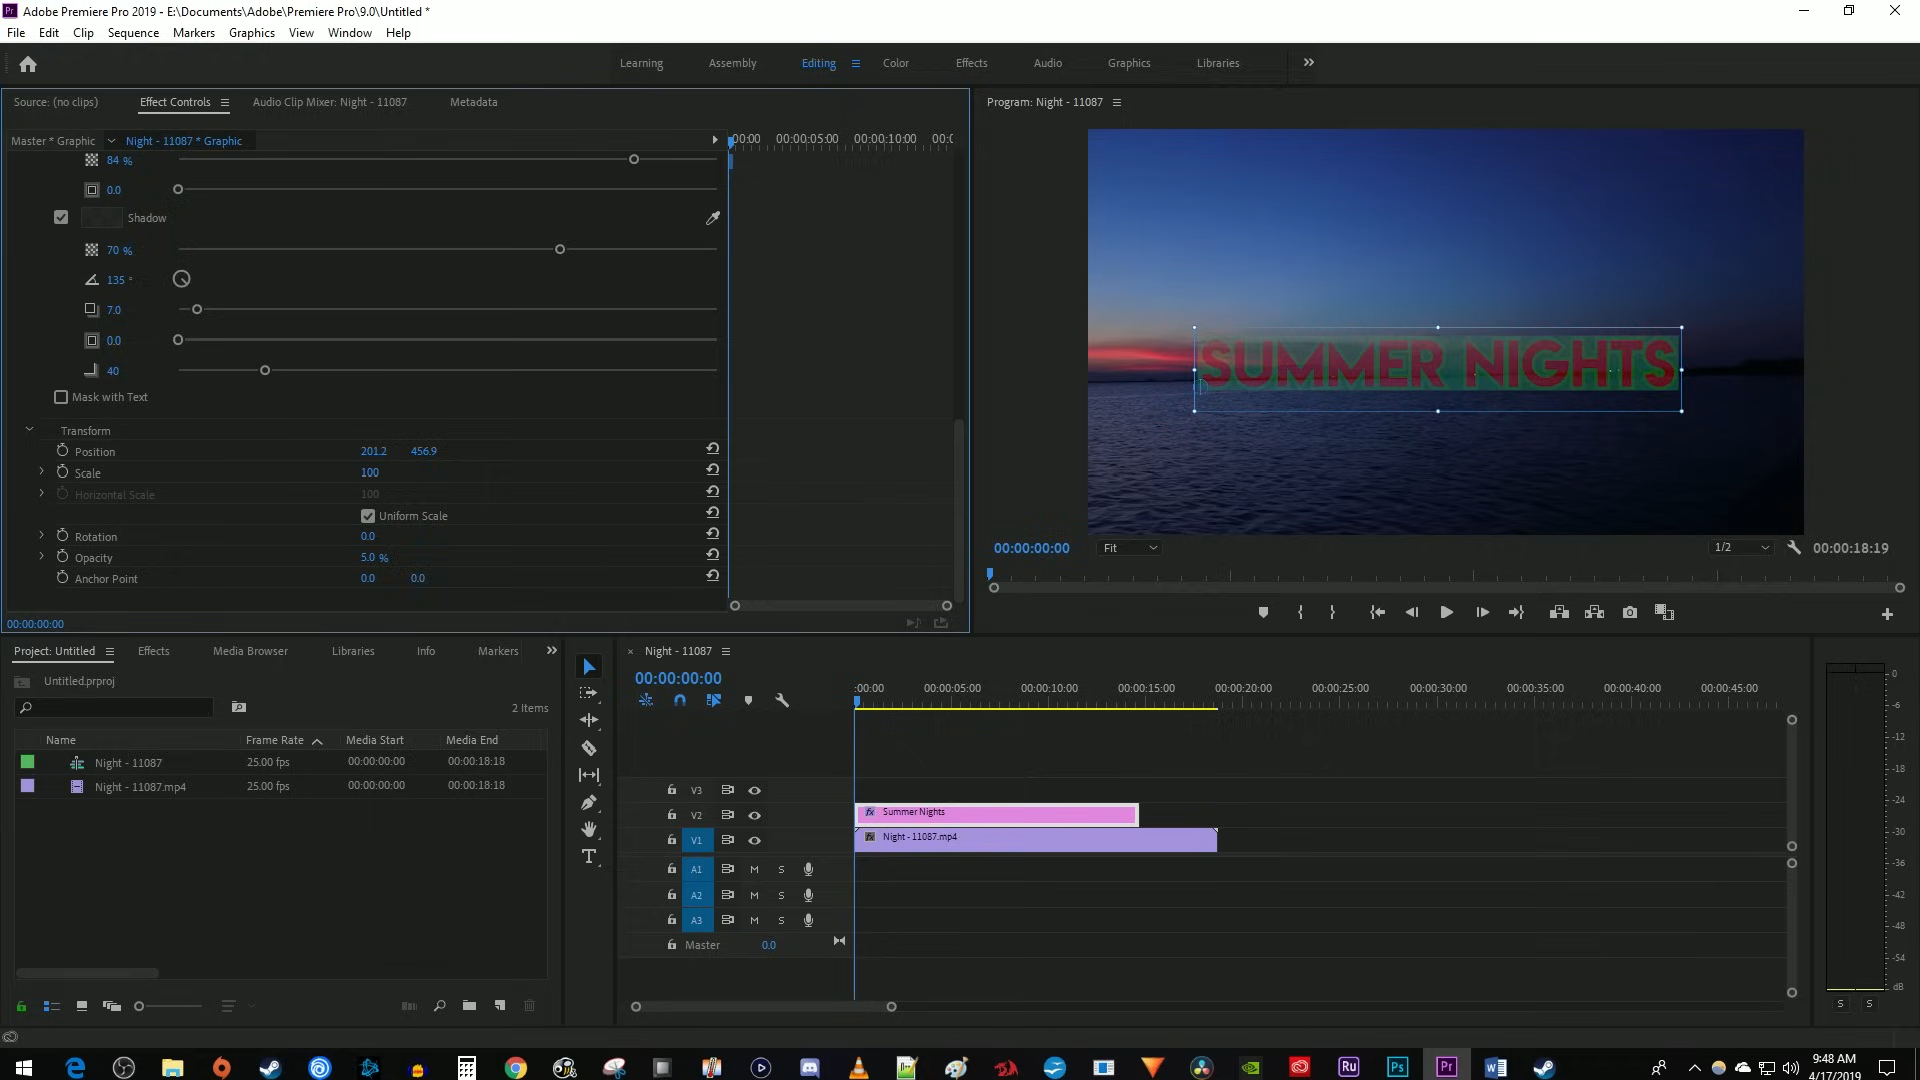 Adobe Premiere Pro 2019 - E:\Documents\Adobe\Premiere Pro\9.0\Untitled *
File Edit Clip Sequence Markers Graphics View Window Help
Learning Assembly Editing Color Effects Audio Graphics Libraries
Source: (no clips) Effect Controls Audio Clip Mixer: Night - 11087 Metadata
Program: Night - 11087
Master * Graphic Night - 11087 * Graphic
:00:00 00:00:05:00 00:00:10:00 00:0
84 %
0.0
Shadow
70 %
135 °
7.0
0.0
40
Mask with Text
Transform
Position 201.2 456.9
Scale 100
Horizontal Scale 100
Uniform Scale
Rotation 0.0
Opacity 5.0 %
Anchor Point 0.0 0.0
00:00:00:00
SUMMER NIGHTS
00:00:00:00 Fit 1/2 00:00:18:19
Project: Untitled Effects Media Browser Libraries Info Markers
Untitled.prproj
2 Items
Name Frame Rate Media Start Media End
Night - 11087 25.00 fps 00:00:00:00 00:00:18:18
Night - 11087.mp4 25.00 fps 00:00:00:00 00:00:18:18
Night - 11087
00:00:00:00
:00:00 00:00:05:00 00:00:10:00 00:00:15:00 00:00:20:00 00:00:25:00 00:00:30:00 00:00:35:00 00:00:40:00 00:00:45:00
V3
V2 fx Summer Nights
V1 fx Night - 11087.mp4
A1 M S
A2 M S
A3 M S
Master 0.0
0
-6
-12
-18
-24
-30
-36
-42
-48
-54
dB
S S
Ru Ps Pr W
9:48 AM
4/17/2019